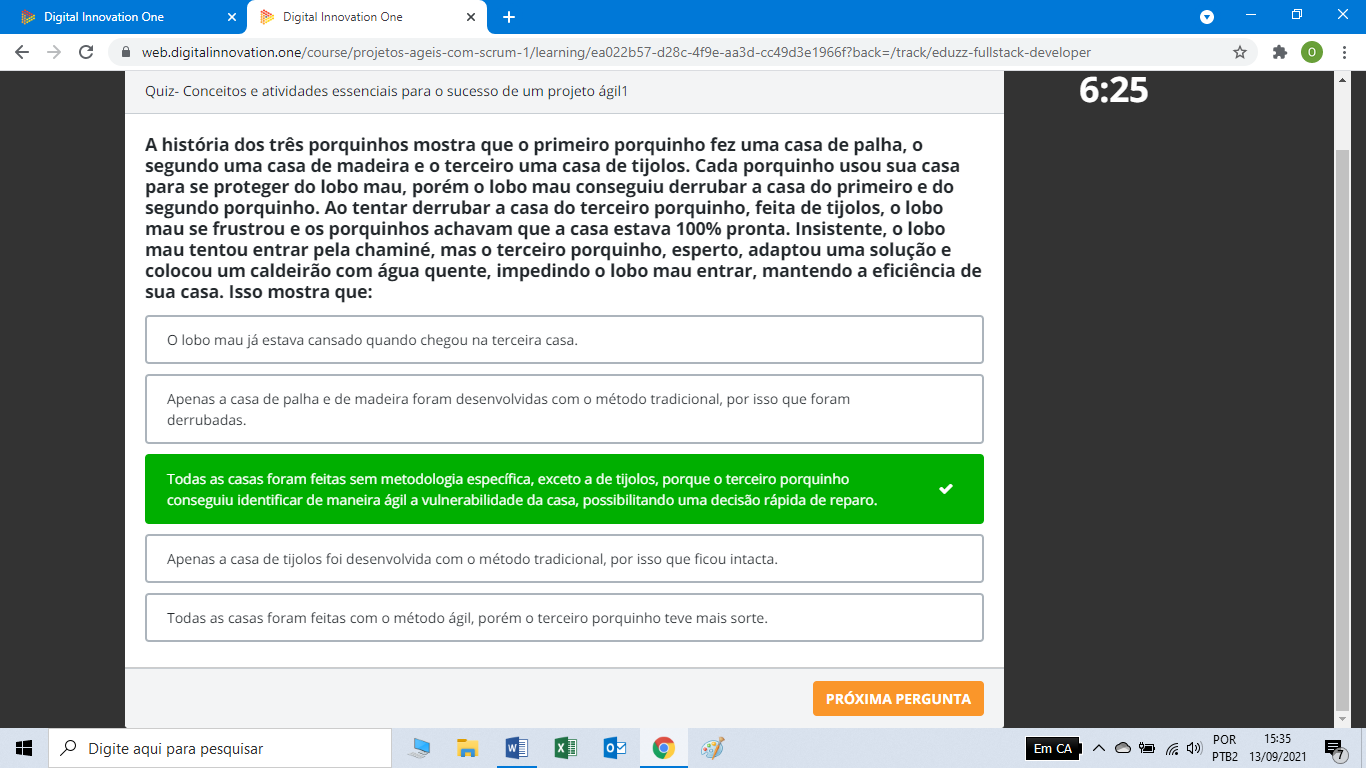 Digital Innovation One
Digital Innovation One
web.digitalinnovation.one/course/projetos-ageis-com-scrum-1/learning/ea022b57-d28c-4f9e-aa3d-cc49d3e1966f?back=/track/eduzz-fullstack-developer
O
Quiz- Conceitos e atividades essenciais para o sucesso de um projeto ágil1
6:25
A história dos três porquinhos mostra que o primeiro porquinho fez uma casa de palha, o
segundo uma casa de madeira e o terceiro uma casa de tijolos. Cada porquinho usou sua casa
para se proteger do lobo mau, porém o lobo mau conseguiu derrubar a casa do primeiro e do
segundo porquinho. Ao tentar derrubar a casa do terceiro porquinho, feita de tijolos, o lobo
mau se frustrou e os porquinhos achavam que a casa estava 100% pronta. Insistente, o lobo
mau tentou entrar pela chaminé, mas o terceiro porquinho, esperto, adaptou uma solução e
colocou um caldeirão com água quente, impedindo o lobo mau entrar, mantendo a eficiência de
sua casa. Isso mostra que:
O lobo mau já estava cansado quando chegou na terceira casa.
Apenas a casa de palha e de madeira foram desenvolvidas com o método tradicional, por isso que foram
derrubadas.
Todas as casas foram feitas sem metodologia específica, exceto a de tijolos, porque o terceiro porquinho
conseguiu identificar de maneira ágil a vulnerabilidade da casa, possibilitando uma decisão rápida de reparo.
Apenas a casa de tijolos foi desenvolvida com o método tradicional, por isso que ficou intacta.
Todas as casas foram feitas com o método ágil, porém o terceiro porquinho teve mais sorte.
PRÓXIMA PERGUNTA
Digite aqui para pesquisar
Em CA
POR
PTB2
15:35
13/09/2021
7